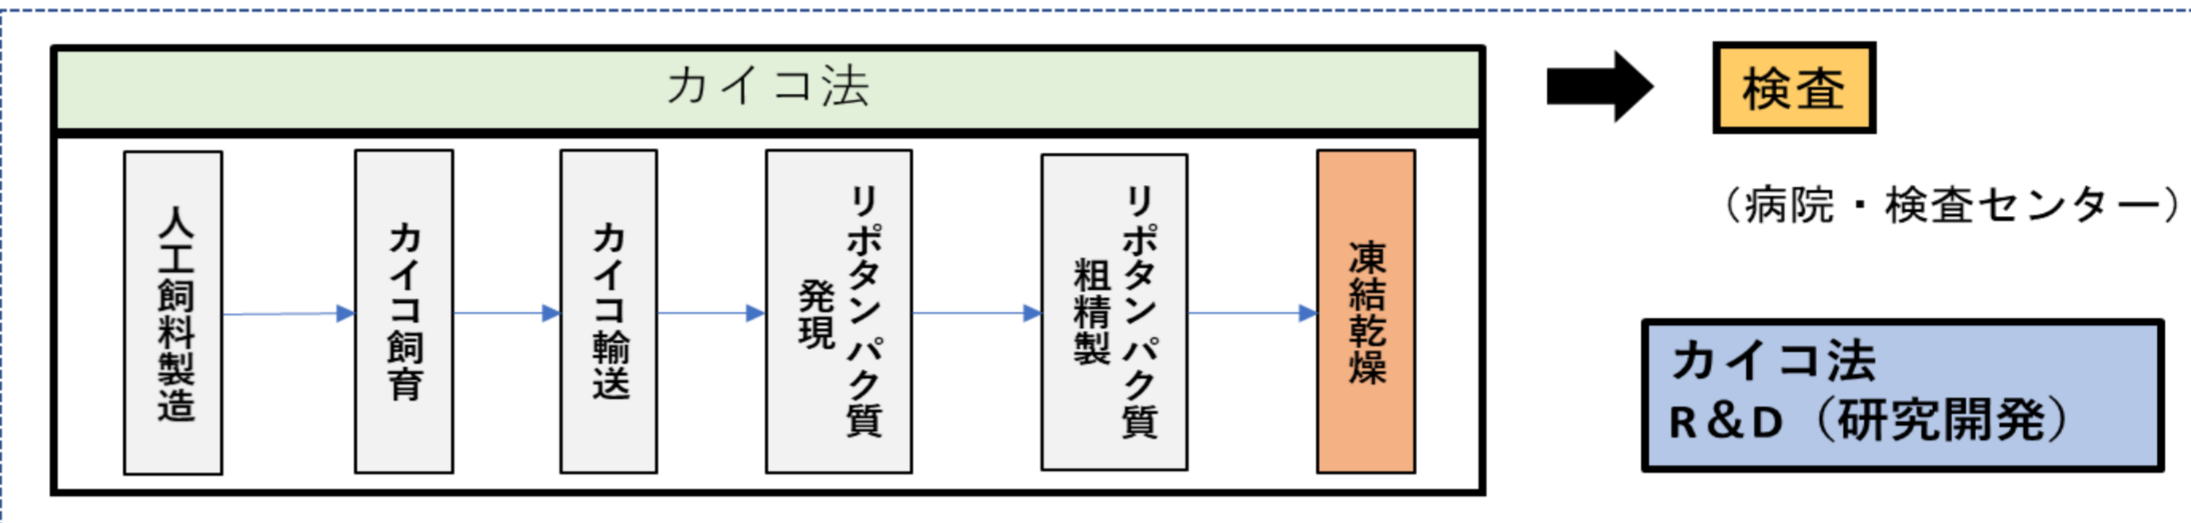 カイコ法
人工飼料製造
カイコ飼育
カイコ輸送
リポタンパク質
発現
リポタンパク質
粗精製
凍結乾燥
検査
（病院・検査センター）
カイコ法
R＆D（研究開発）